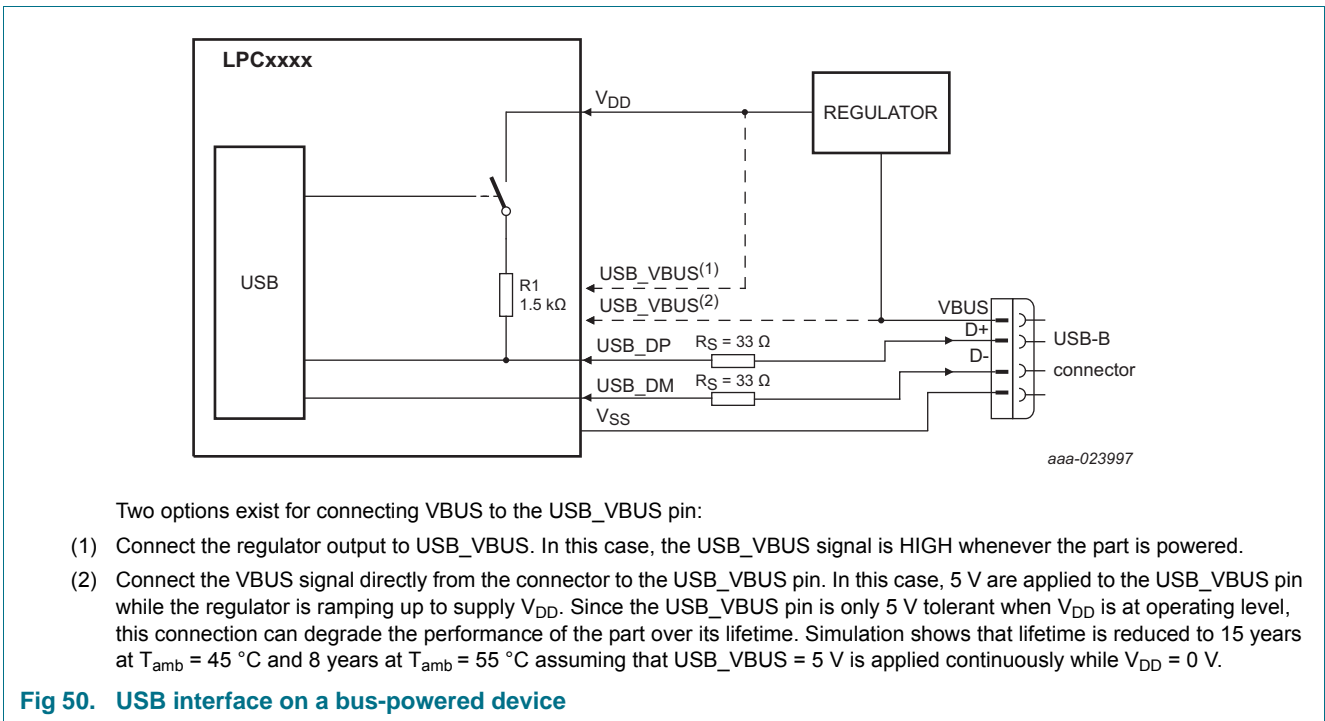 LPCxxxx
VDD
REGULATOR
USB
R1
1.5 kΩ
USB_VBUS(1)
USB_VBUS(2)
VBUS
D+
USB-B
USB_DP
RS = 33 Ω
D-
connector
USB_DM
RS = 33 Ω
VSS
aaa-023997
Two options exist for connecting VBUS to the USB_VBUS pin:
(1) Connect the regulator output to USB_VBUS. In this case, the USB_VBUS signal is HIGH whenever the part is powered.
(2) Connect the VBUS signal directly from the connector to the USB_VBUS pin. In this case, 5 V are applied to the USB_VBUS pin
while the regulator is ramping up to supply VDD. Since the USB_VBUS pin is only 5 V tolerant when VDD is at operating level,
this connection can degrade the performance of the part over its lifetime. Simulation shows that lifetime is reduced to 15 years
at Tamb = 45 °C and 8 years at Tamb = 55 °C assuming that USB_VBUS = 5 V is applied continuously while VDD = 0 V.
Fig 50. USB interface on a bus-powered device